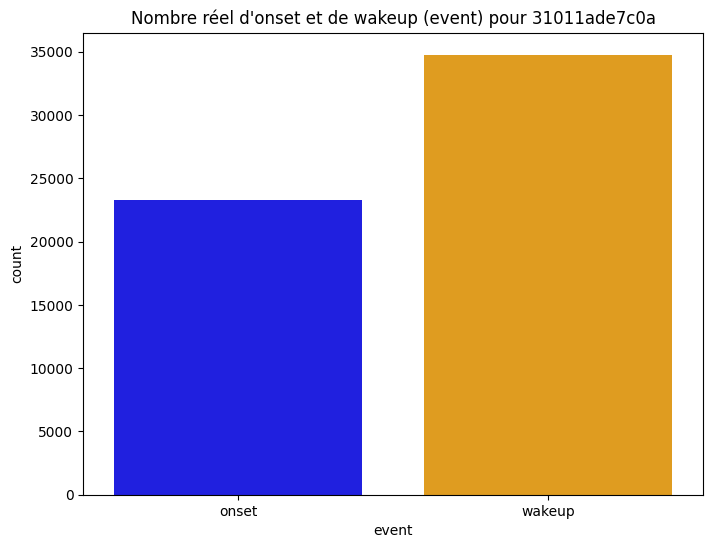 Nombre réel d'onset et de wakeup (event) pour 31011ade7c0a
35000
30000
25000
20000
15000
10000
5000
0
count
onset wakeup
event